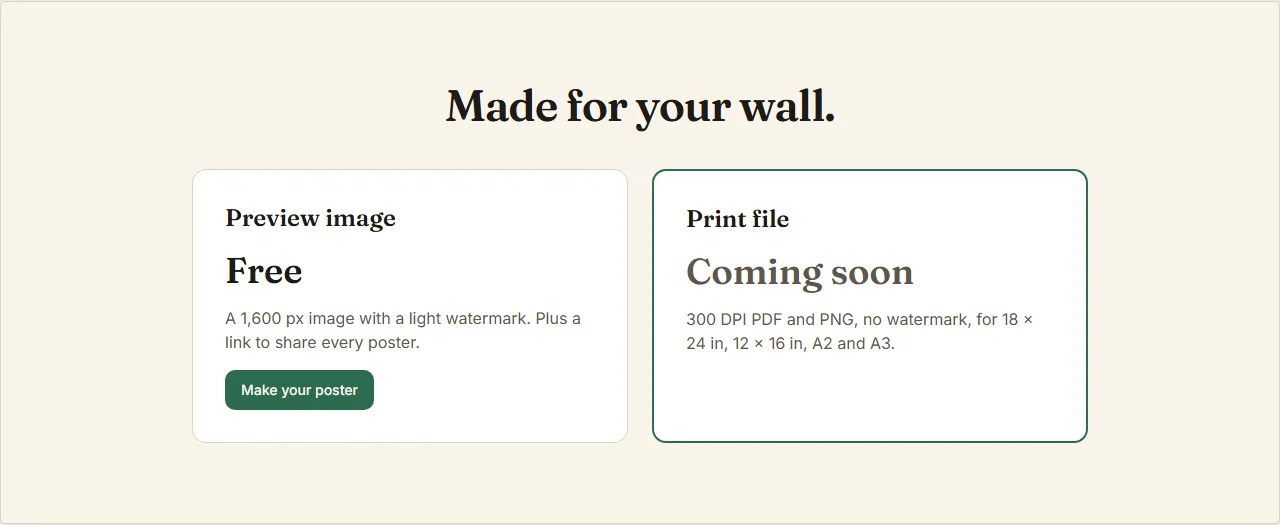 Made for your wall.
Preview image
Free
A 1,600 px image with a light watermark. Plus a
link to share every poster.
Make your poster
Print file
Coming soon
300 DPI PDF and PNG, no watermark, for 18 ×
24 in, 12 × 16 in, A2 and A3.